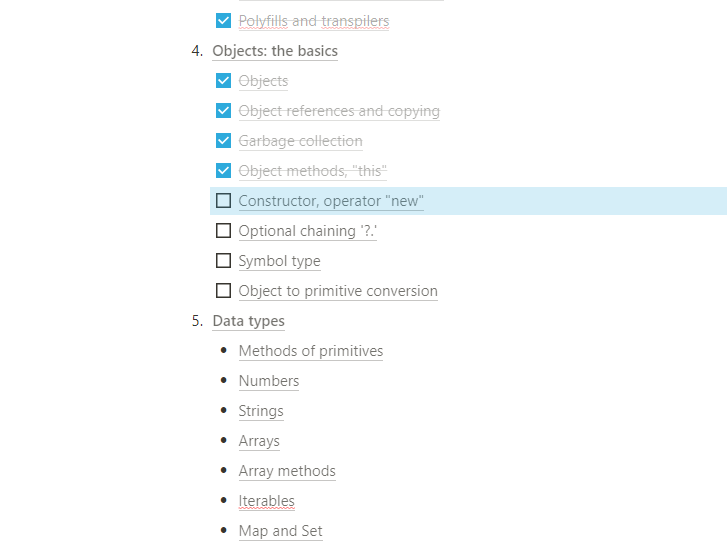 Polyfills and transpilers
4. Objects: the basics
Objects
Object references and copying
Garbage collection
Object methods, "this"
Constructor, operator "new"
Optional chaining '?.'
Symbol type
Object to primitive conversion
5. Data types
Methods of primitives
Numbers
Strings
Arrays
Array methods
Iterables
Map and Set